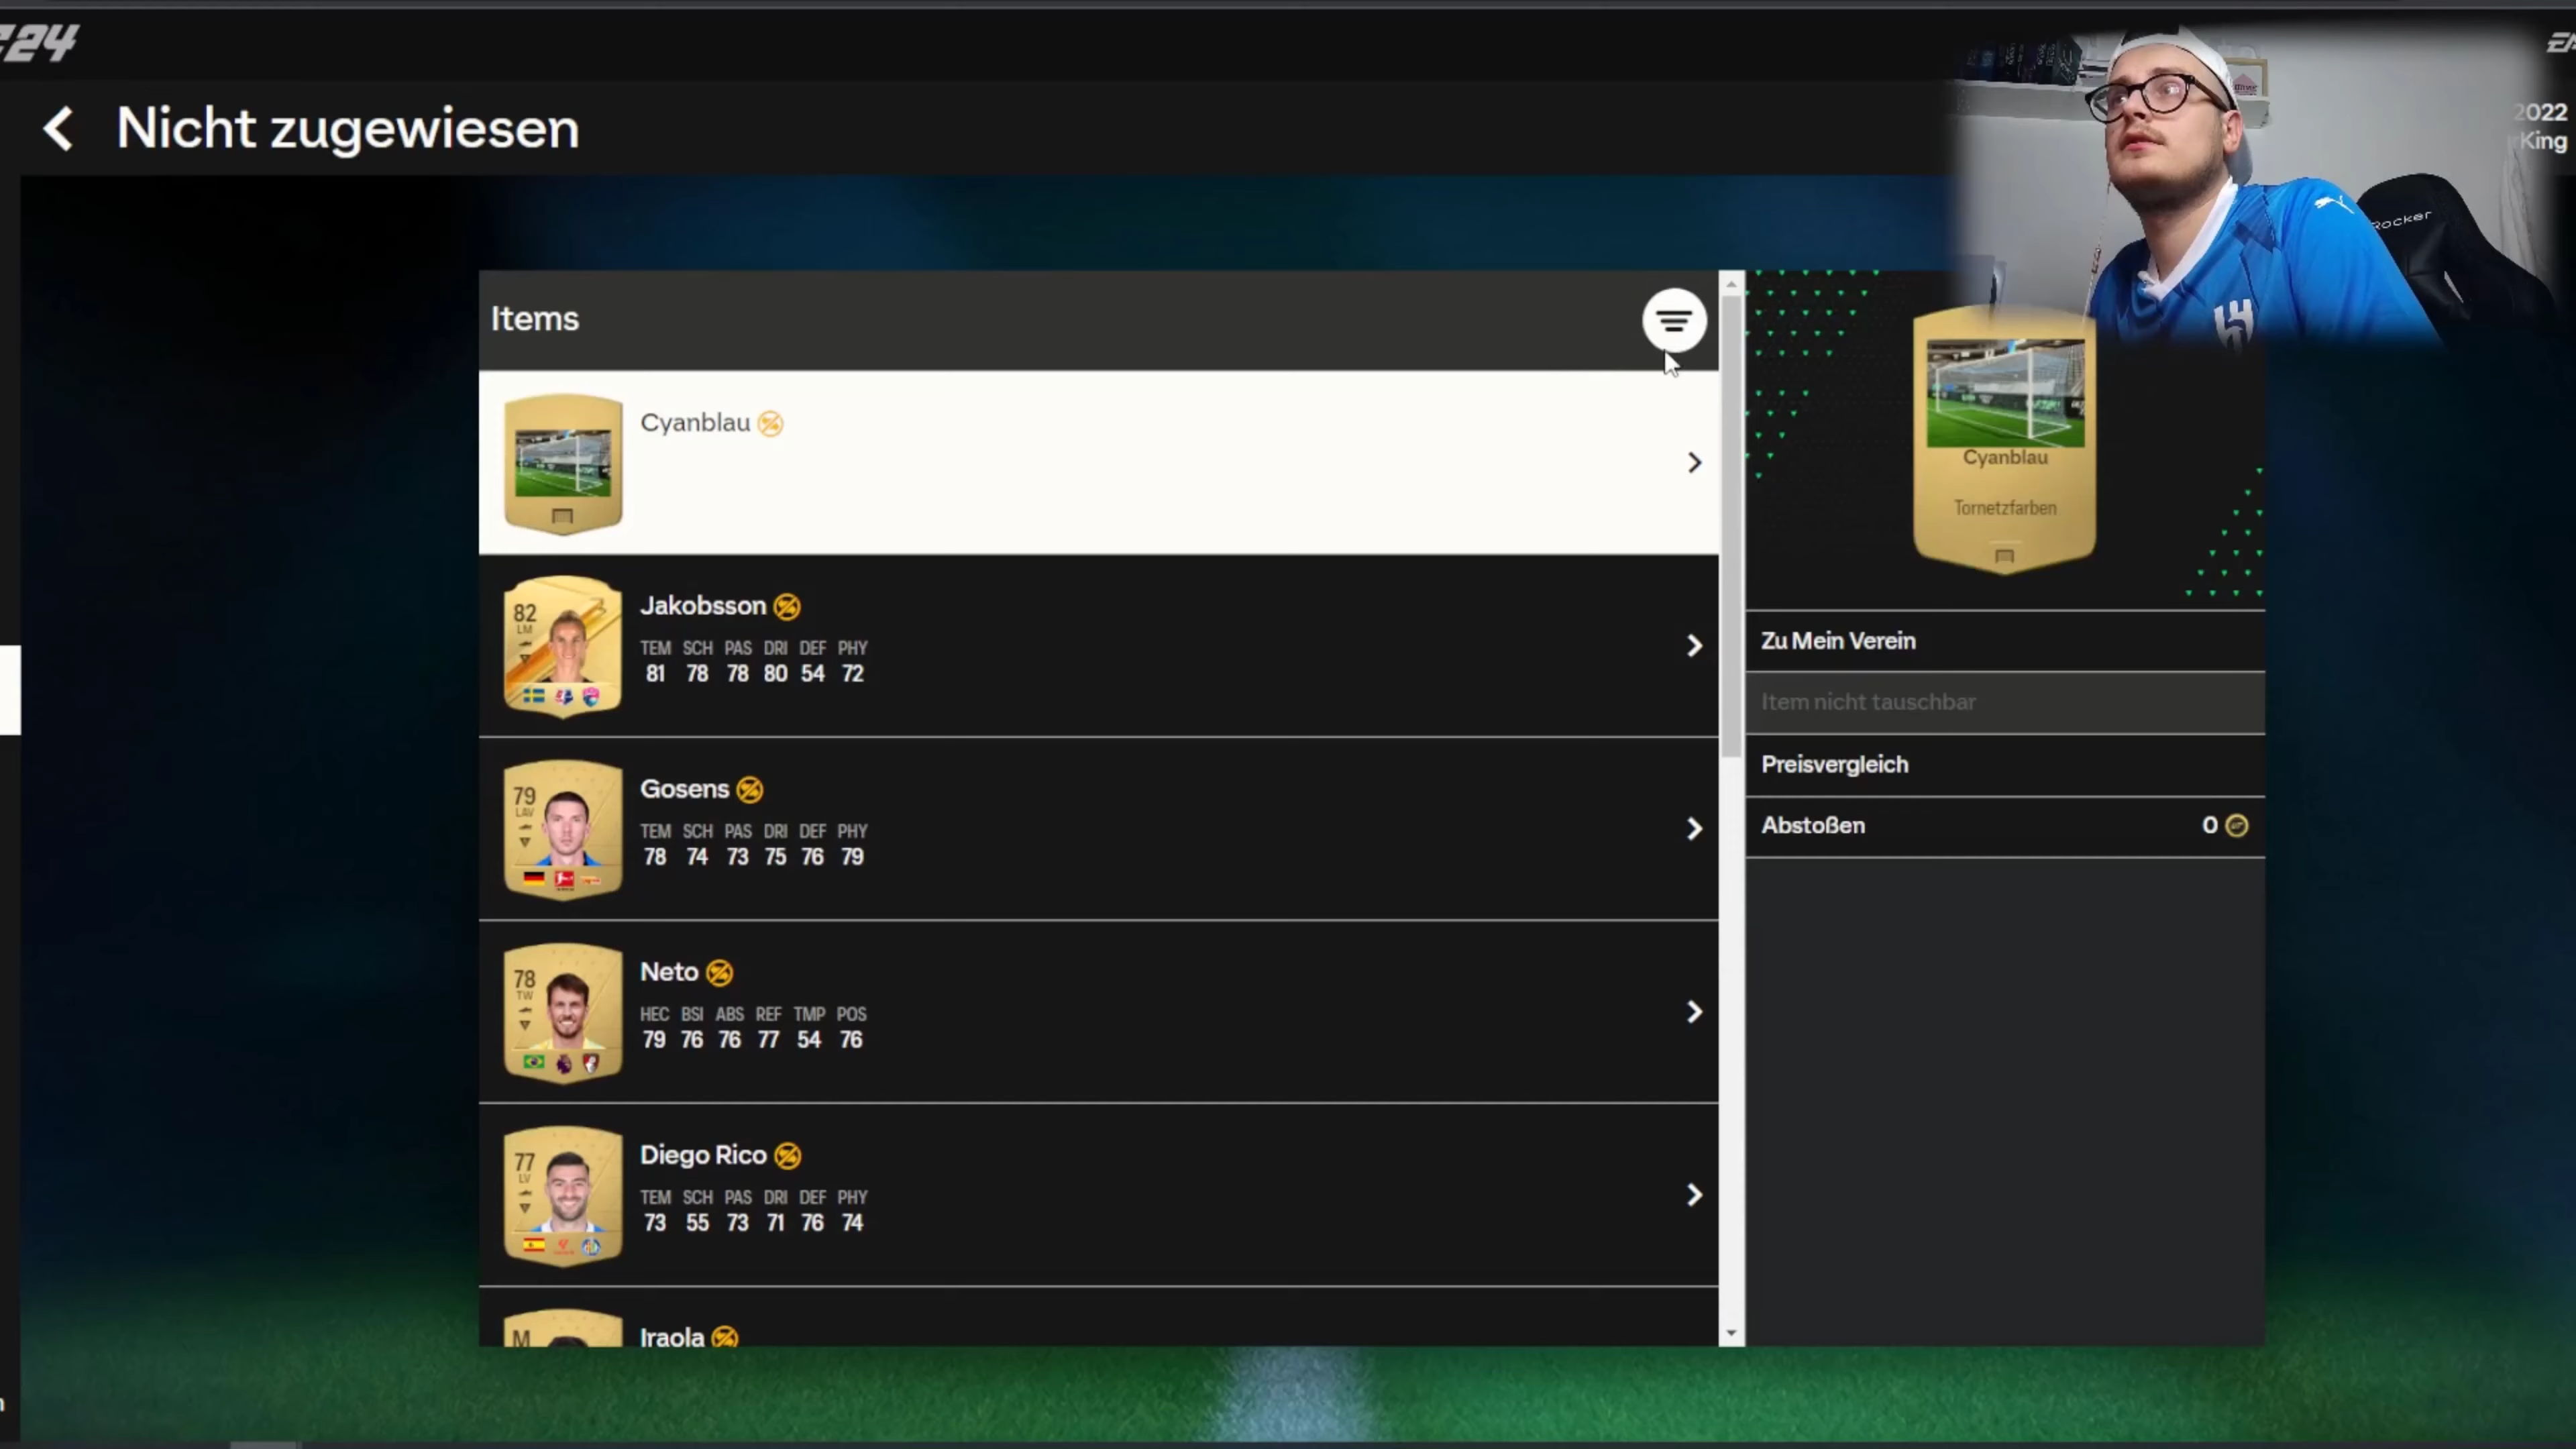 24
EA
Nicht zugewiesen
2022
King
Rocker
Items
Cyanblau
Cyanblau
Tornetzfarben
82
LM
Jakobsson
TEM SCH PAS DRI DEF PHY
81 78 78 80 54 72
Zu Mein Verein
Item nicht tauschbar
Preisvergleich
Abstoßen 0
79
LAV
Gosens
TEM SCH PAS DRI DEF PHY
78 74 73 75 76 79
78
TW
Neto
HEC BSI ABS REF TMP POS
79 76 76 77 54 76
77
LV
Diego Rico
TEM SCH PAS DRI DEF PHY
73 55 73 71 76 74
M
Iraola